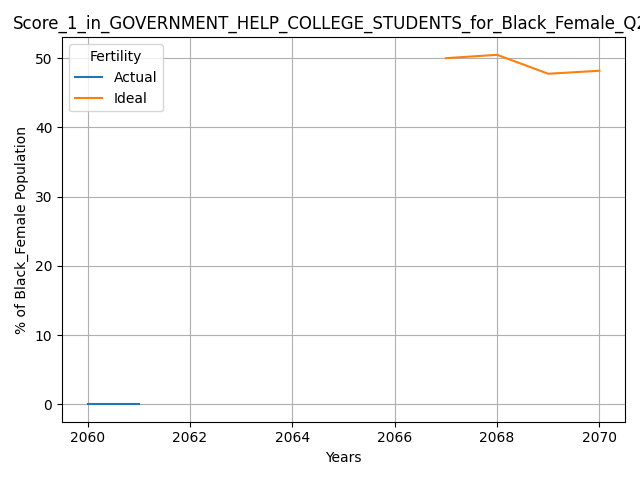 Score_1_in_GOVERNMENT_HELP_COLLEGE_STUDENTS_for_Black_Female_Q2
Fertility
Actual
Ideal
50
40
30
20
10
0
% of Black_Female Population
2060 2062 2064 2066 2068 2070
Years